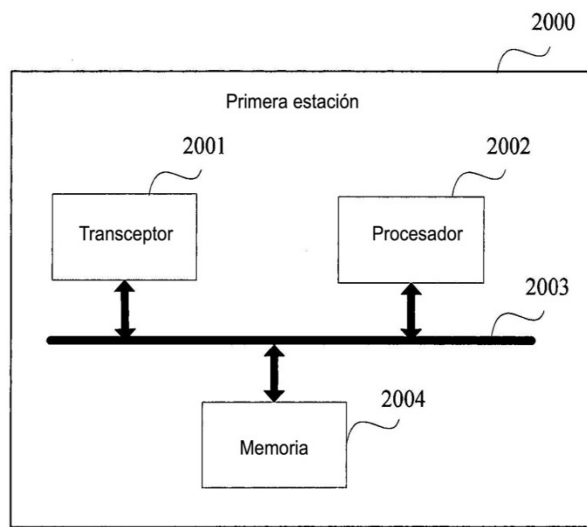 2000
Primera estación
2001
2002
Transceptor
Procesador
2003
2004
Memoria